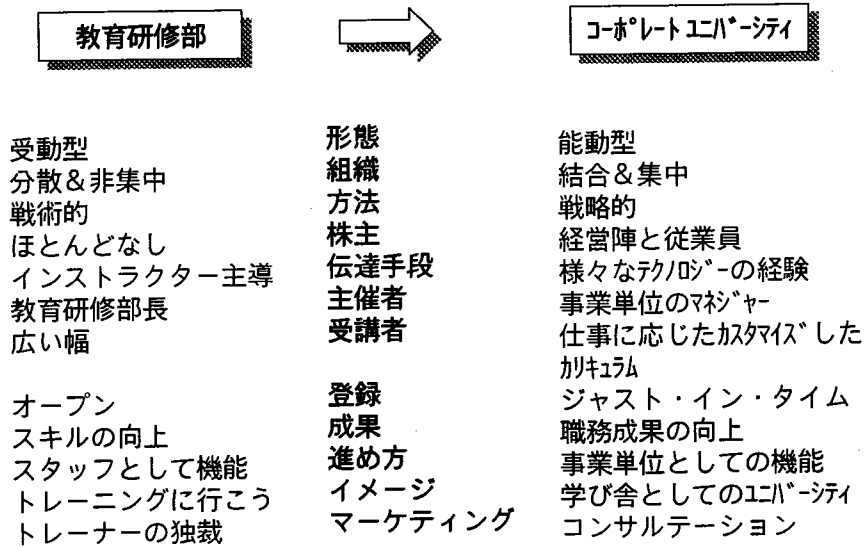 教育研修部
コーポレートユニバーシティ
受動型 形態 能動型
分散&非集中 組織 結合&集中
戦術的 方法 戦略的
ほとんどなし 株主 経営陣と従業員
インストラクター主導 伝達手段 様々なテクノロジーの経験
教育研修部長 主催者 事業単位のマネジャー
広い幅 受講者 仕事に応じたカスタマイズした
カリキュラム
オープン 登録 ジャスト・イン・タイム
スキルの向上 成果 職務成果の向上
スタッフとして機能 進め方 事業単位としての機能
トレーニングに行こう イメージ 学び舎としてのユニバーシティ
トレーナーの独裁 マーケティング コンサルテーション